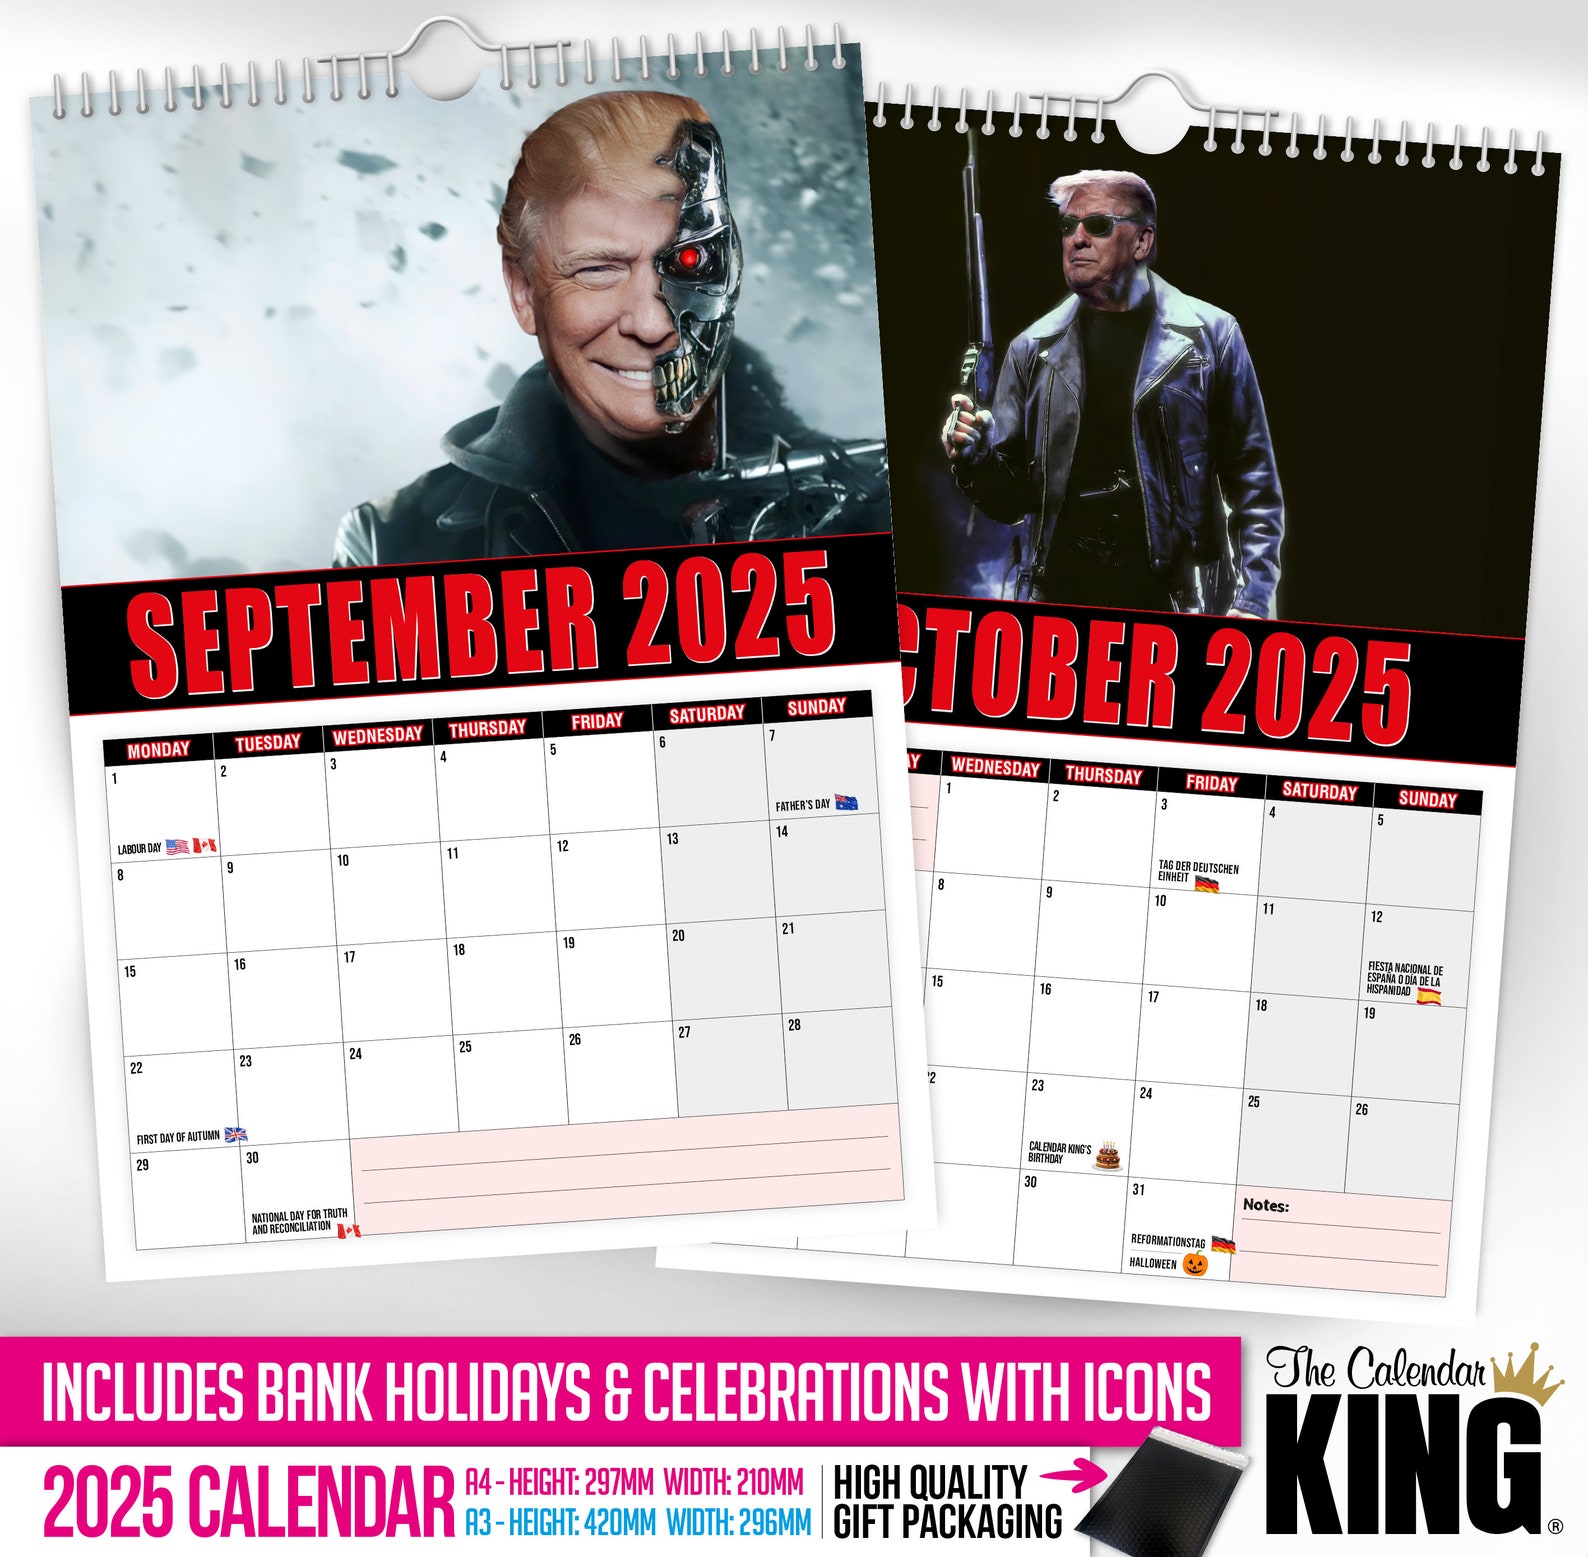 SEPTEMBER 2025
MONDAY TUESDAY WEDNESDAY THURSDAY FRIDAY SATURDAY SUNDAY
1 2 3 4 5 6 7
LABOUR DAY
FATHER'S DAY
8 9 10 11 12 13 14
15 16 17 18 19 20 21
22 23 24 25 26 27 28
FIRST DAY OF AUTUMN
29 30
NATIONAL DAY FOR TRUTH
AND RECONCILIATION
CTOBER 2025
AY WEDNESDAY THURSDAY FRIDAY SATURDAY SUNDAY
1 2 3 4 5
TAG DER DEUTSCHEN
EINHEIT
8 9 10 11 12
FIESTA NACIONAL DE
ESPAÑA O DÍA DE LA
HISPANIDAD
15 16 17 18 19
22 23 24 25 26
CALENDAR KING'S
BIRTHDAY
30 31
REFORMATIONSTAG
HALLOWEEN
Notes:
INCLUDES BANK HOLIDAYS & CELEBRATIONS WITH ICONS
2025 CALENDAR
A4 - HEIGHT: 297MM WIDTH: 210MM
A3 - HEIGHT: 420MM WIDTH: 296MM
HIGH QUALITY
GIFT PACKAGING
The Calendar
KING®